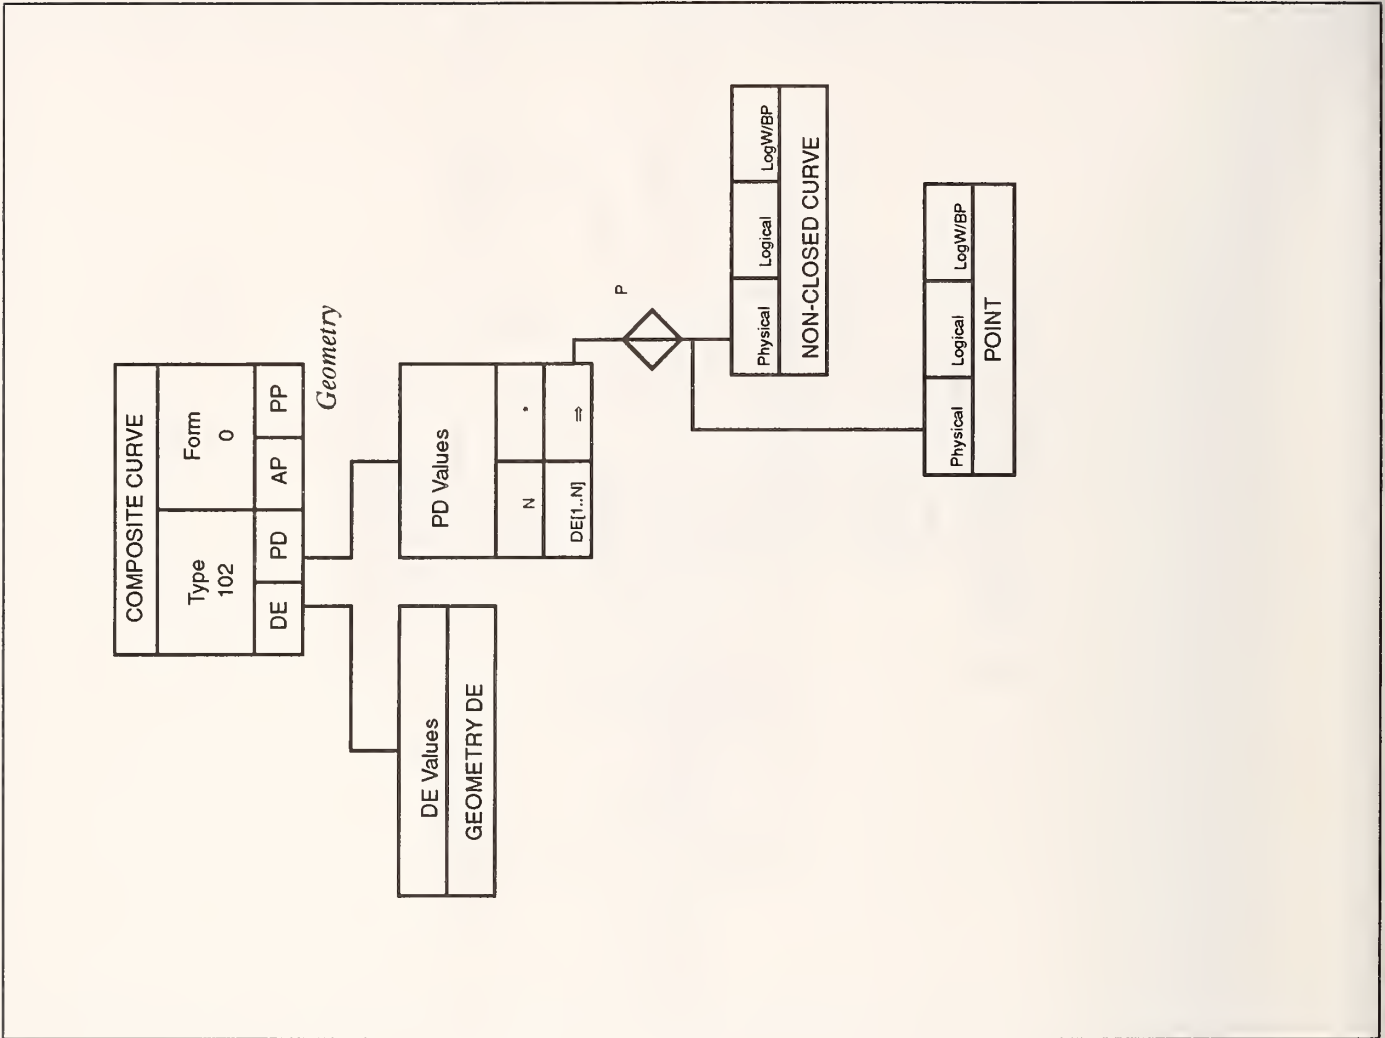 COMPOSITE CURVE
Type Form
102 0
DE PD AP PP
Geometry
DE Values
GEOMETRY DE
PD Values
N *
DE[1..N] ⇒
P
Physical Logical LogW/BP
NON-CLOSED CURVE
Physical Logical LogW/BP
POINT